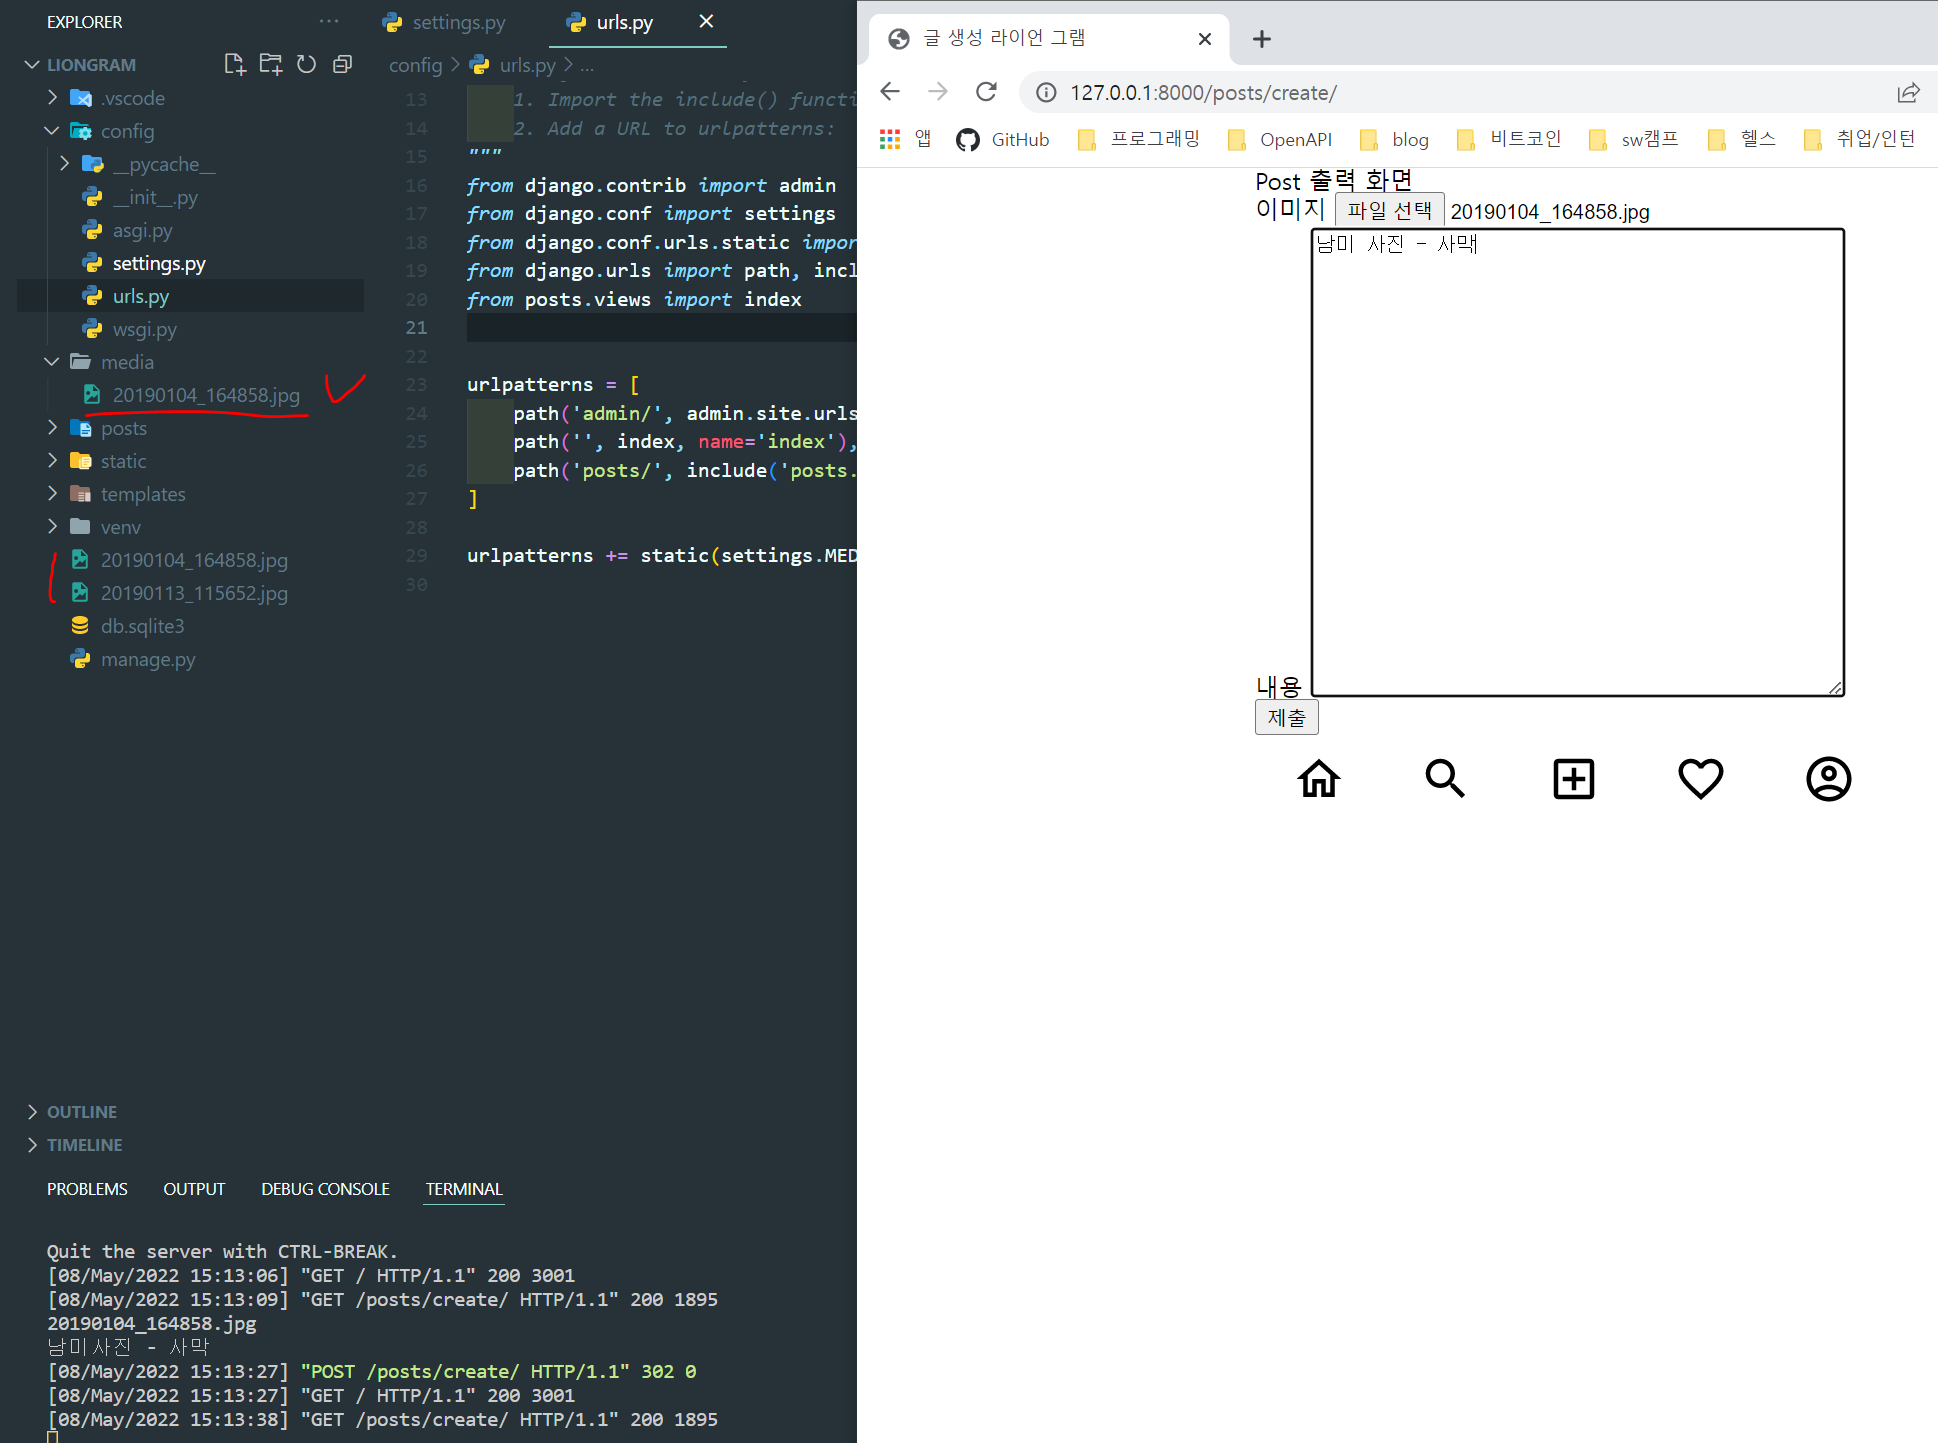 EXPLORER
LIONGRAM
.vscode
config
__pycache__
__init__.py
asgi.py
settings.py
urls.py
wsgi.py
media
20190104_164858.jpg
posts
static
templates
venv
20190104_164858.jpg
20190113_115652.jpg
db.sqlite3
manage.py
OUTLINE
TIMELINE
settings.py
urls.py
config > urls.py > ...
13 1. Import the include() functi
14 2. Add a URL to urlpatterns:
15 """
16 from django.contrib import admin
17 from django.conf import settings
18 from django.conf.urls.static impor
19 from django.urls import path, incl
20 from posts.views import index
21
22
23 urlpatterns = [
24 path('admin/', admin.site.urls
25 path('', index, name='index'),
26 path('posts/', include('posts.
27 ]
28
29 urlpatterns += static(settings.MED
30
PROBLEMS OUTPUT DEBUG CONSOLE TERMINAL
Quit the server with CTRL-BREAK.
[08/May/2022 15:13:06] "GET / HTTP/1.1" 200 3001
[08/May/2022 15:13:09] "GET /posts/create/ HTTP/1.1" 200 1895
20190104_164858.jpg
남미사진 - 사막
[08/May/2022 15:13:27] "POST /posts/create/ HTTP/1.1" 302 0
[08/May/2022 15:13:27] "GET / HTTP/1.1" 200 3001
[08/May/2022 15:13:38] "GET /posts/create/ HTTP/1.1" 200 1895
글 생성 라이언 그램
127.0.0.1:8000/posts/create/
앱 GitHub 프로그래밍 OpenAPI blog 비트코인 sw캠프 헬스 취업/인턴
Post 출력 화면
이미지 파일 선택 20190104_164858.jpg
남미 사진 - 사막
내용
제출